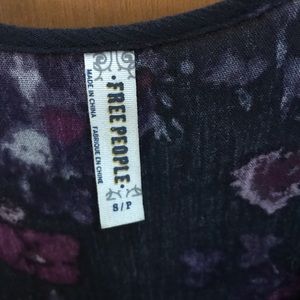 ·FREE PEOPLE·
MADE IN CHINA
FABRIQUE EN CHINE
S/P